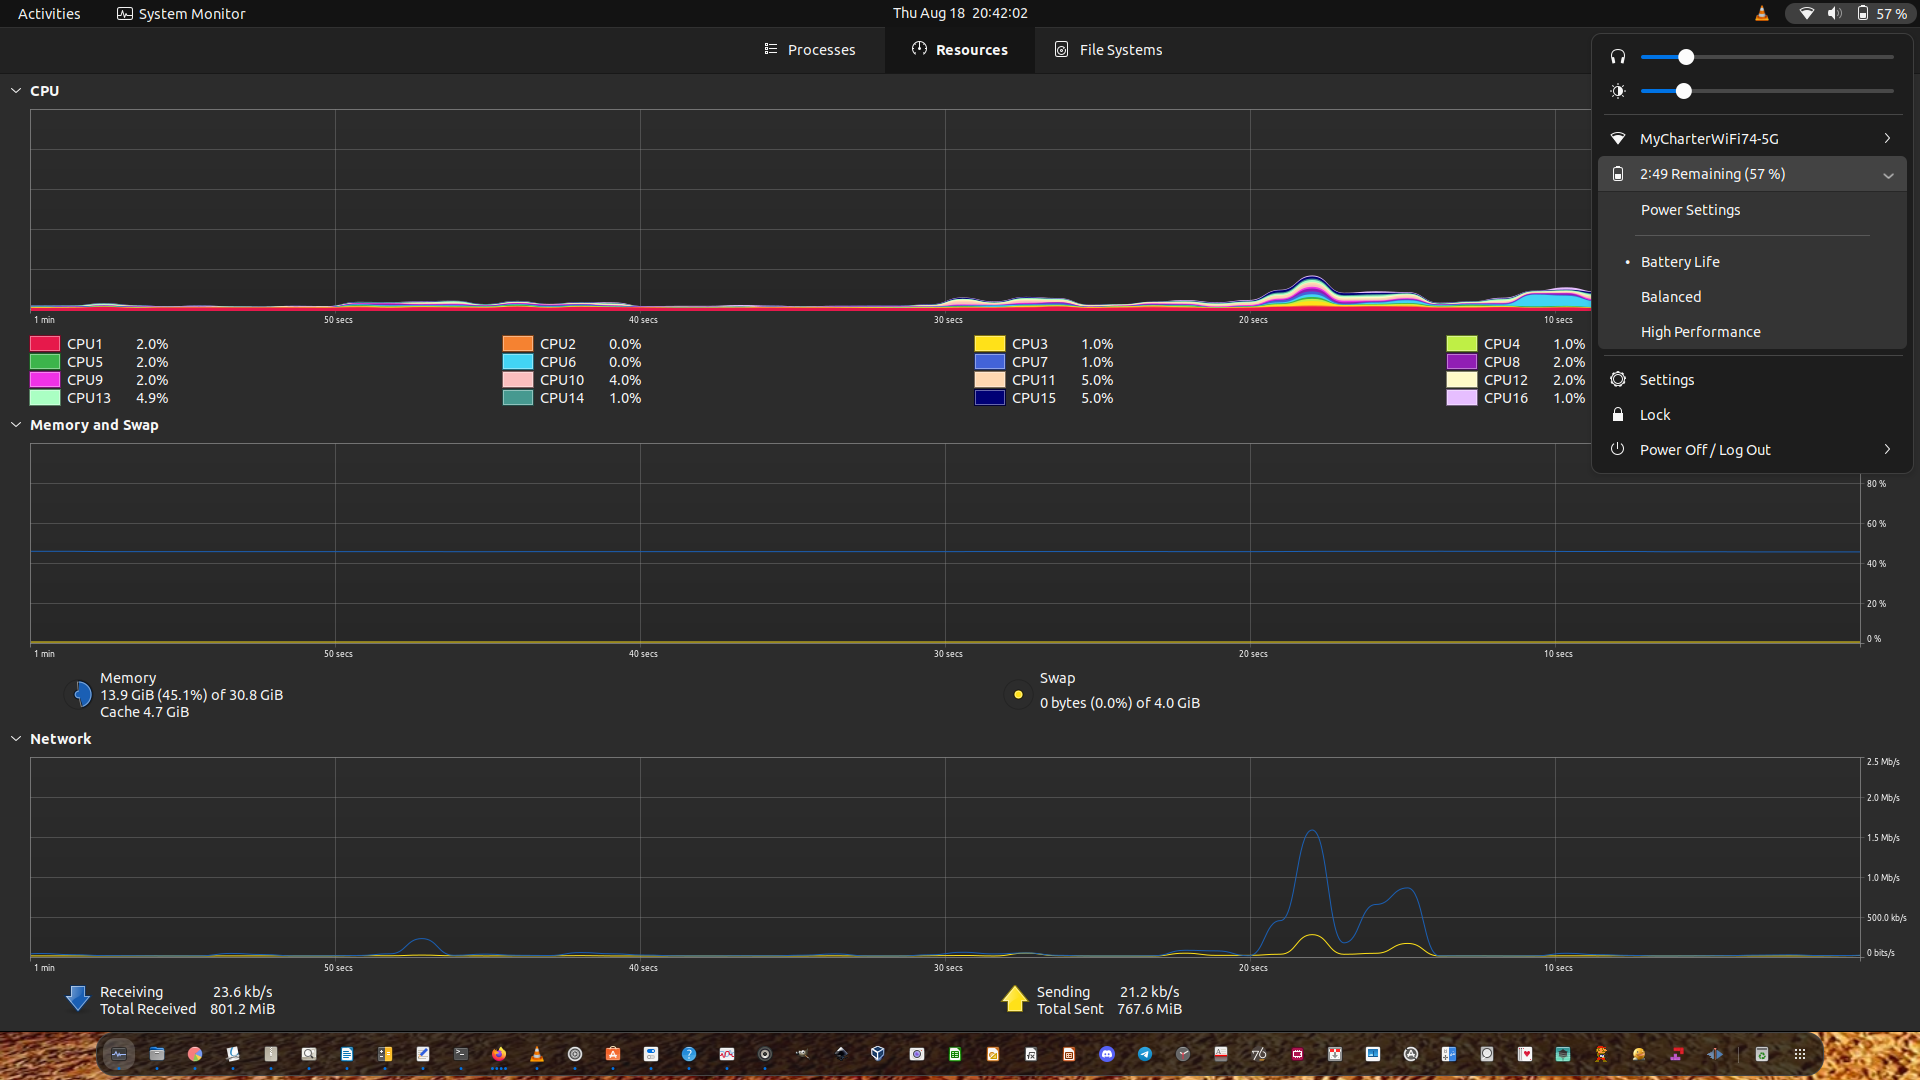 Activities
System Monitor
Thu Aug 18 20:42:02
57 %
Processes
Resources
File Systems
CPU
1 min
50 secs
40 secs
30 secs
20 secs
10 secs
CPU1 2.0%
CPU2 0.0%
CPU3 1.0%
CPU4 1.0%
CPU5 2.0%
CPU6 0.0%
CPU7 1.0%
CPU8 2.0%
CPU9 2.0%
CPU10 4.0%
CPU11 5.0%
CPU12 2.0%
CPU13 4.9%
CPU14 1.0%
CPU15 5.0%
CPU16 1.0%
MyCharterWiFi74-5G
2:49 Remaining (57 %)
Power Settings
Battery Life
Balanced
High Performance
Settings
Lock
Power Off / Log Out
Memory and Swap
80 %
60 %
40 %
20 %
0 %
1 min
50 secs
40 secs
30 secs
20 secs
10 secs
Memory
13.9 GiB (45.1%) of 30.8 GiB
Cache 4.7 GiB
Swap
0 bytes (0.0%) of 4.0 GiB
Network
2.5 Mb/s
2.0 Mb/s
1.5 Mb/s
1.0 Mb/s
500.0 kb/s
0 bits/s
1 min
50 secs
40 secs
30 secs
20 secs
10 secs
Receiving 23.6 kb/s
Total Received 801.2 MiB
Sending 21.2 kb/s
Total Sent 767.6 MiB